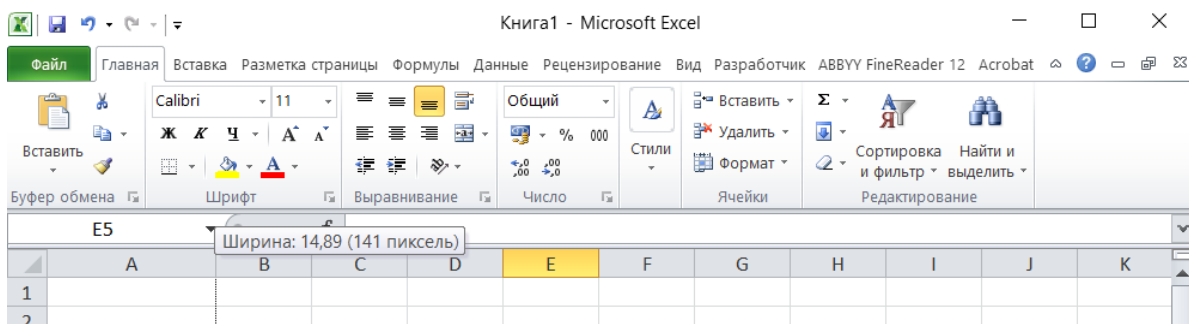 Книга1 - Microsoft Excel
Файл Главная Вставка Разметка страницы Формулы Данные Рецензирование Вид Разработчик ABBYY FineReader 12 Acrobat
Calibri 11 Общий Вставить Σ
Ж К Ч А А % 000 Удалить
Вставить Стили Сортировка Найти и
А ,00 Формат и фильтр выделить
Буфер обмена Шрифт Выравнивание Число Ячейки Редактирование
E5
Ширина: 14,89 (141 пиксель)
A B C D E F G H I J K
1
2